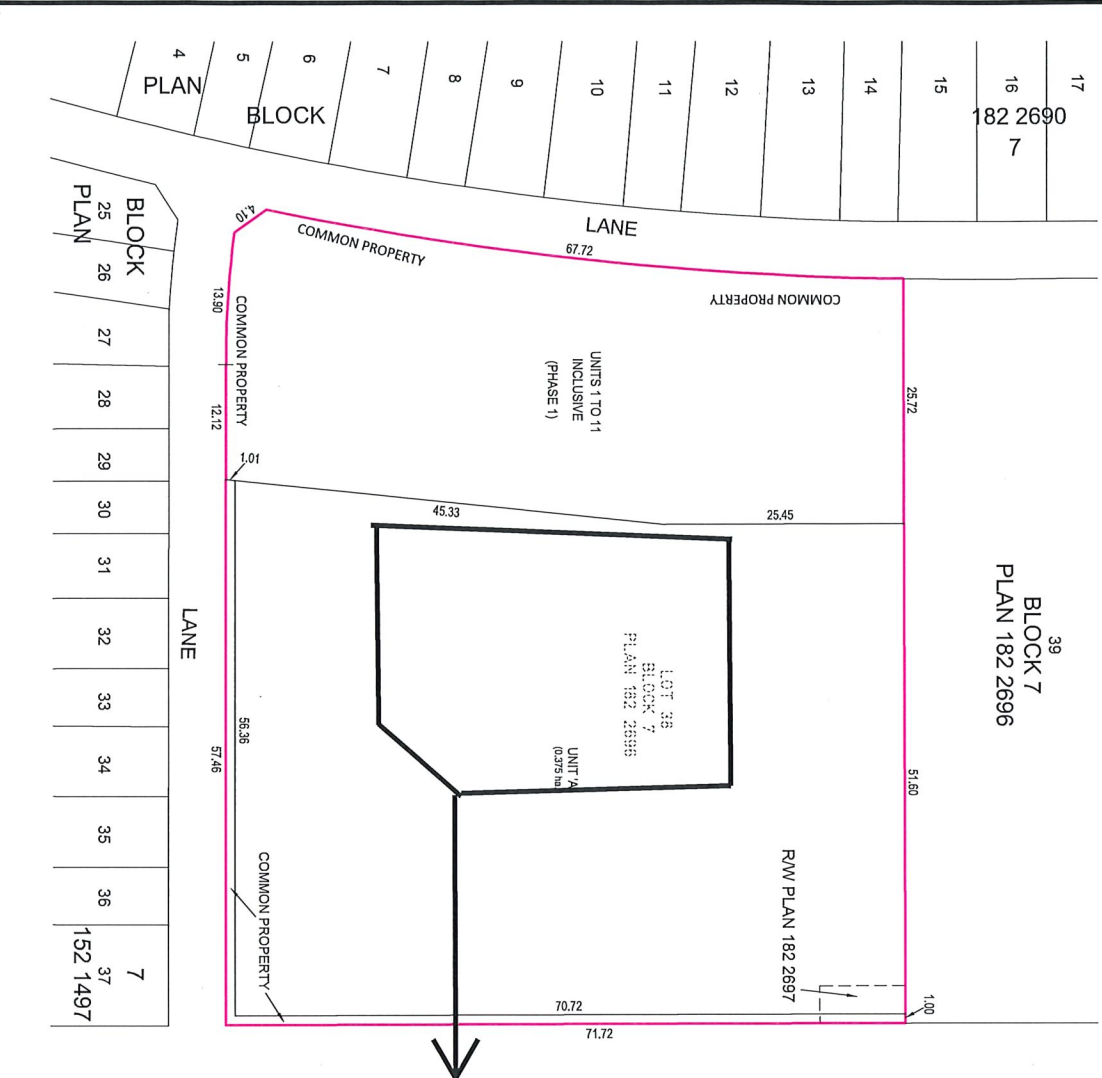 4
5
6
7
8
9
10
11
12
13
14
15
16
17
PLAN
BLOCK
182 2690
7
LANE
4.10
COMMON PROPERTY
67.72
COMMON PROPERTY
BLOCK
25
PLAN
26
27
28
29
30
31
32
33
34
35
36
37
7
152 1497
13.90
COMMON PROPERTY
12.12
1.01
UNITS 1 TO 11
INCLUSIVE
(PHASE 1)
25.72
45.33
25.45
39
BLOCK 7
PLAN 182 2696
LANE
LOT 38
BLOCK 7
PLAN 182 2696
UNIT 'A
(0.375 ha.
56.36
57.46
51.60
COMMON PROPERTY
R/W PLAN 182 2697
1.00
70.72
71.72